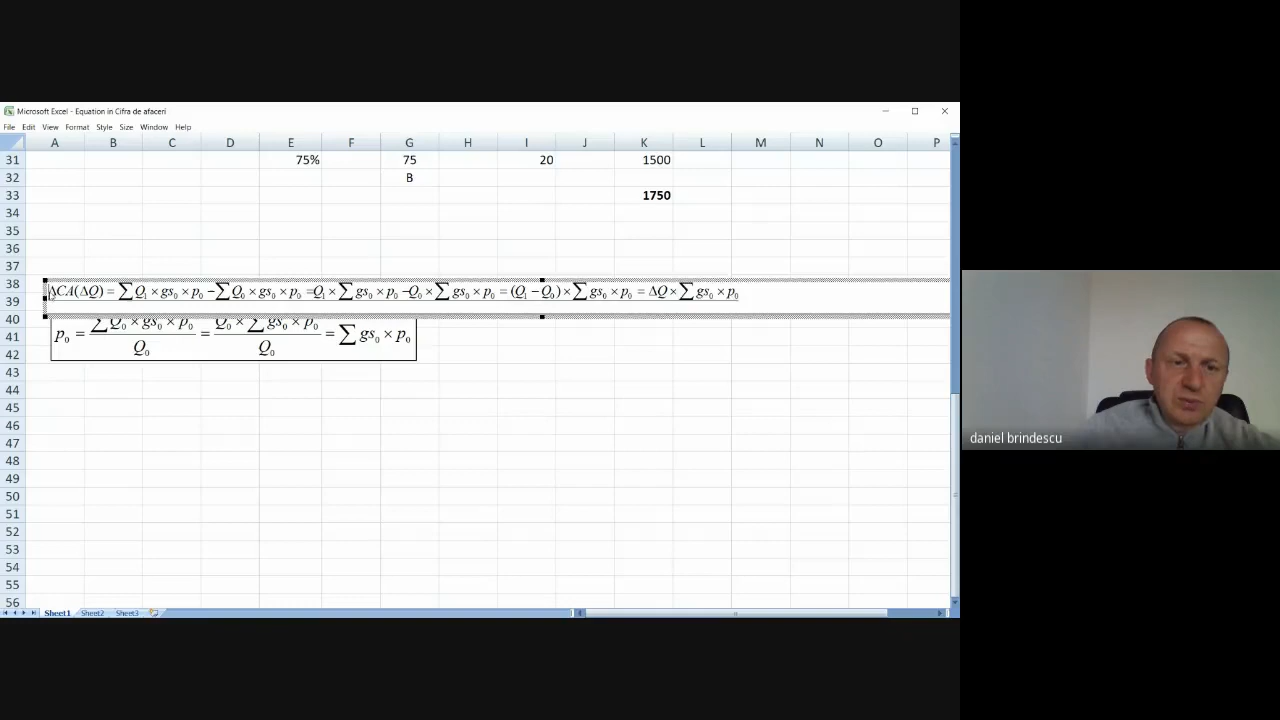 Microsoft Excel - Equation in Cifra de afaceri
File Edit View Format Style Size Window Help
A B C D E F G H I J K L M N O P
31 75% 75 20 1500
32 B
33 1750
34
35
36
37
38 ΔCA(ΔQ) = ∑ Q₁ × gs₀ × p₀ − ∑ Q₀ × gs₀ × p₀ = Q₁ × ∑ gs₀ × p₀ − Q₀ × ∑ gs₀ × p₀ = (Q₁ − Q₀) × ∑ gs₀ × p₀ = ΔQ × ∑ gs₀ × p₀
39
40 ∑ Q₀ × gs₀ × p₀ Q₀ × ∑ gs₀ × p₀
41 p₀ = = = ∑ gs₀ × p₀
42 Q₀ Q₀
43
44
45
46
47
48
49
50
51
52
53
54
55
56
Sheet1 Sheet2 Sheet3
daniel brindescu